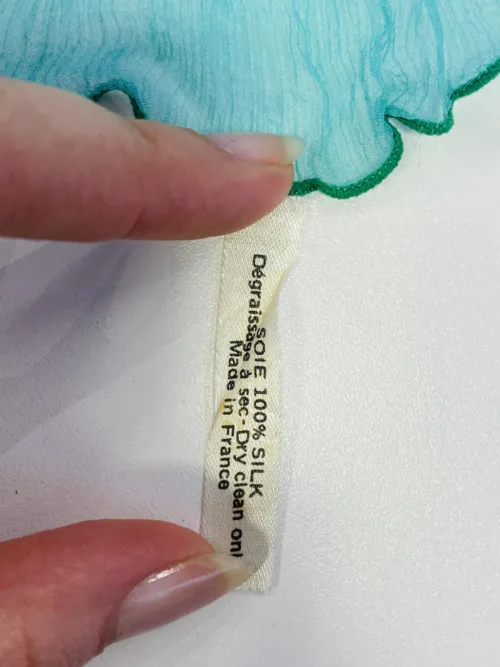 SOIE 100% SILK
Dégraissage à sec-Dry clean onl
Made in France